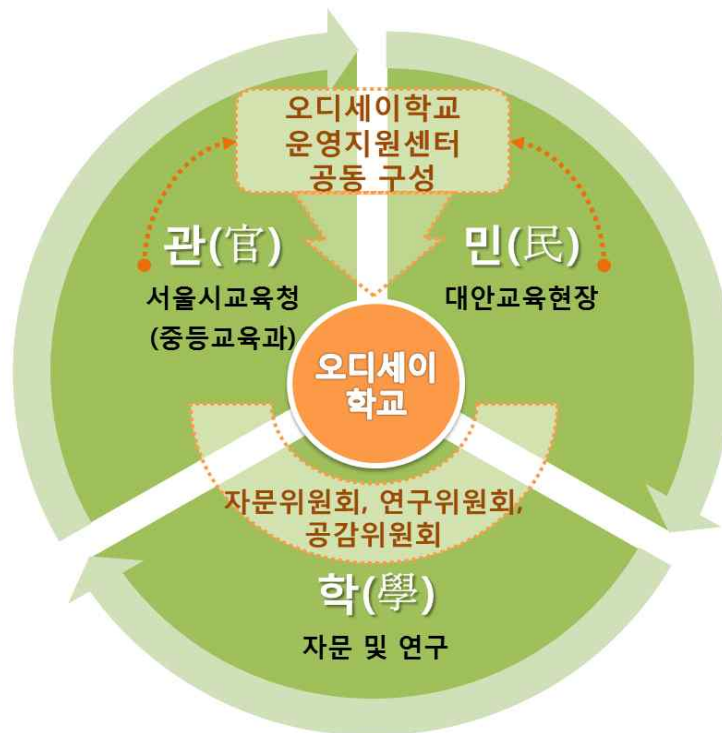 오디세이학교
운영지원센터
공동 구성
관(官)
서울시교육청
(중등교육과)
민(民)
대안교육현장
오디세이
학교
자문위원회, 연구위원회,
공감위원회
학(學)
자문 및 연구